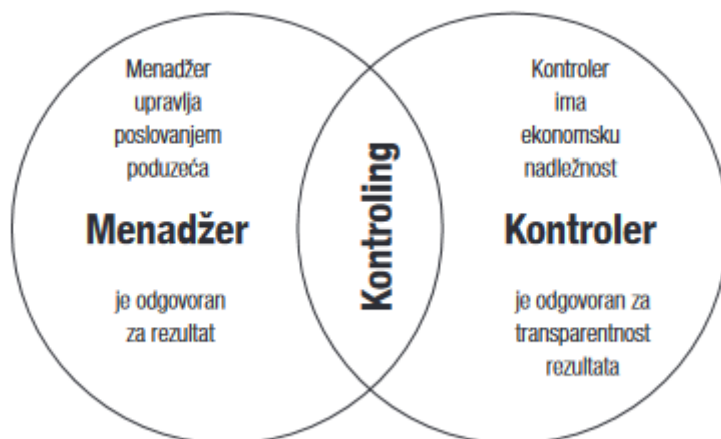 Menadžer
upravlja
poslovanjem
poduzeća
Menadžer
je odgovoran
za rezultat
Kontroling
Kontroler
ima
ekonomsku
nadležnost
Kontroler
je odgovoran za
transparentnost
rezultata